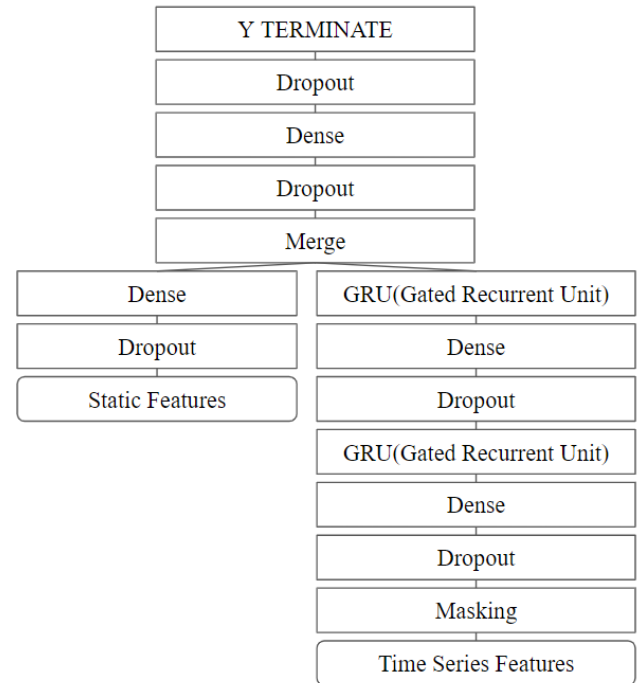 Y TERMINATE
Dropout
Dense
Dropout
Merge
Dense
Dropout
Static Features
GRU(Gated Recurrent Unit)
Dense
Dropout
GRU(Gated Recurrent Unit)
Dense
Dropout
Masking
Time Series Features